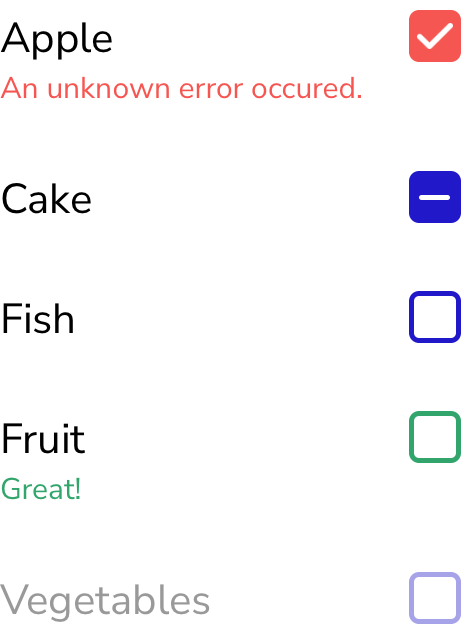 Apple
An unknown error occured.
Cake
Fish
Fruit
Great!
Vegetables